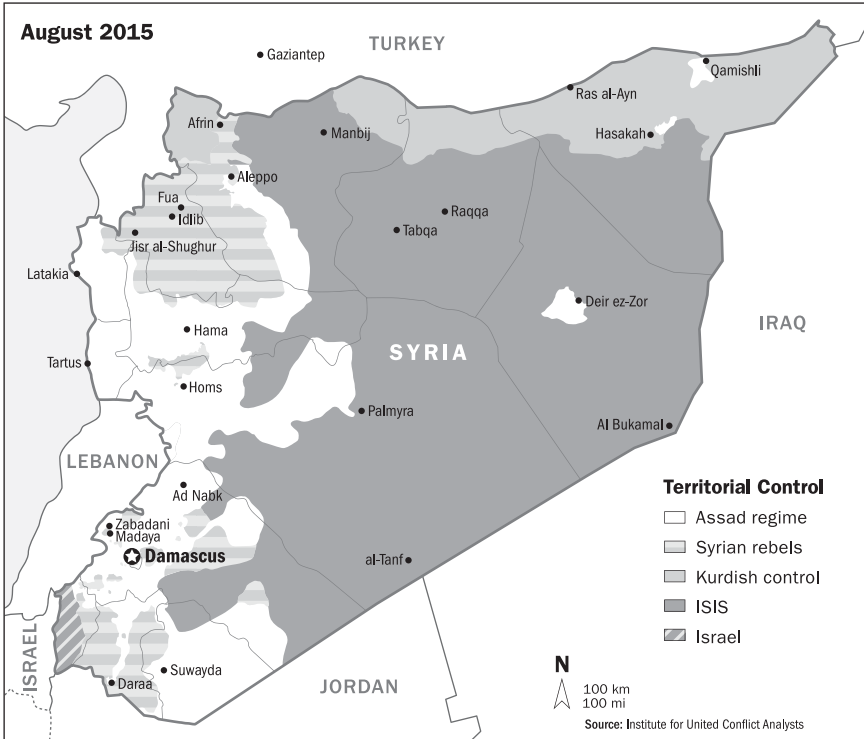 August 2015
TURKEY
Gaziantep
Qamishli
Ras al-Ayn
Afrin
Manbij
Hasakah
Aleppo
Fua
Idlib
Raqqa
Tabqa
Jisr al-Shughur
Latakia
Deir ez-Zor
Hama
IRAQ
SYRIA
Tartus
Homs
Palmyra
Al Bukamal
LEBANON
Ad Nabk
Zabadani
Madaya
Damascus
al-Tanf
ISRAEL
Suwayda
Daraa
JORDAN
Territorial Control
Assad regime
Syrian rebels
Kurdish control
ISIS
Israel
N
100 km
100 mi
Source: Institute for United Conflict Analysts